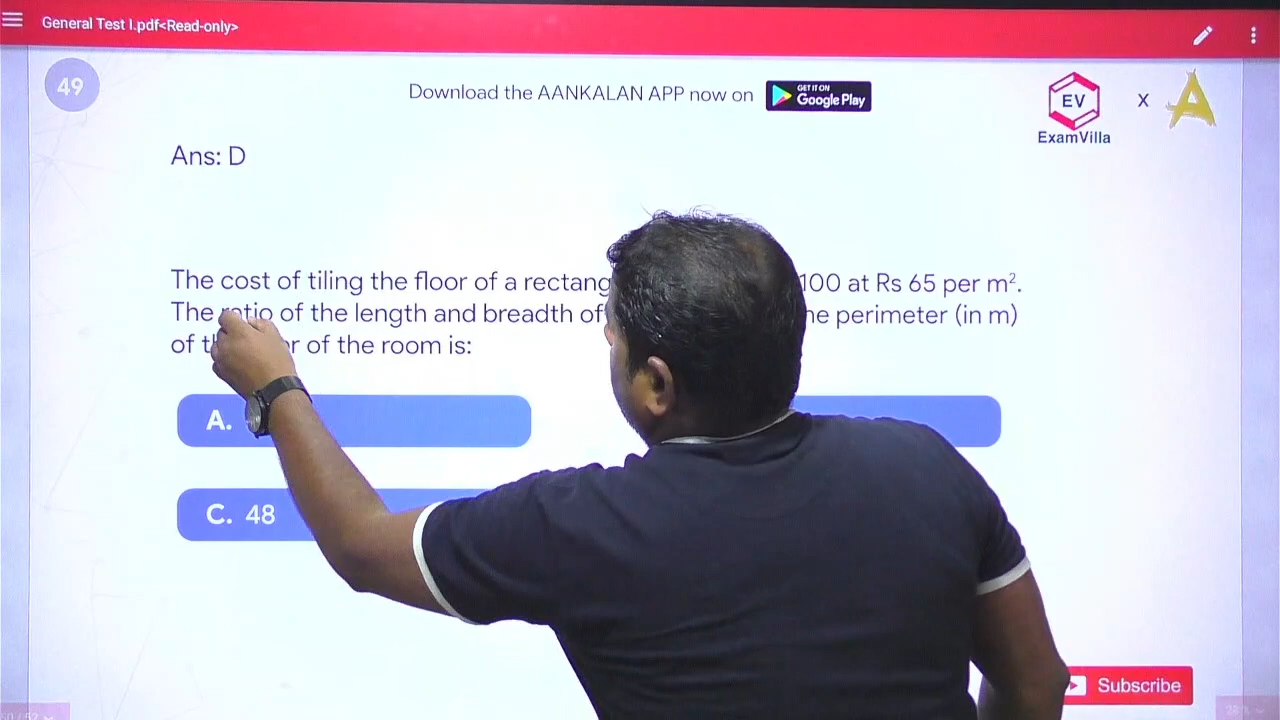 General Test I.pdf<Read-only>
49
Download the AANKALAN APP now on
GET IT ON
Google Play
EV
X
ExamVilla
Ans: D
The cost of tiling the floor of a 100 at Rs 65 per m².
The ratio of the length and breadth of perimeter (in m)
of of the room is:
A.
C. 48
Subscribe